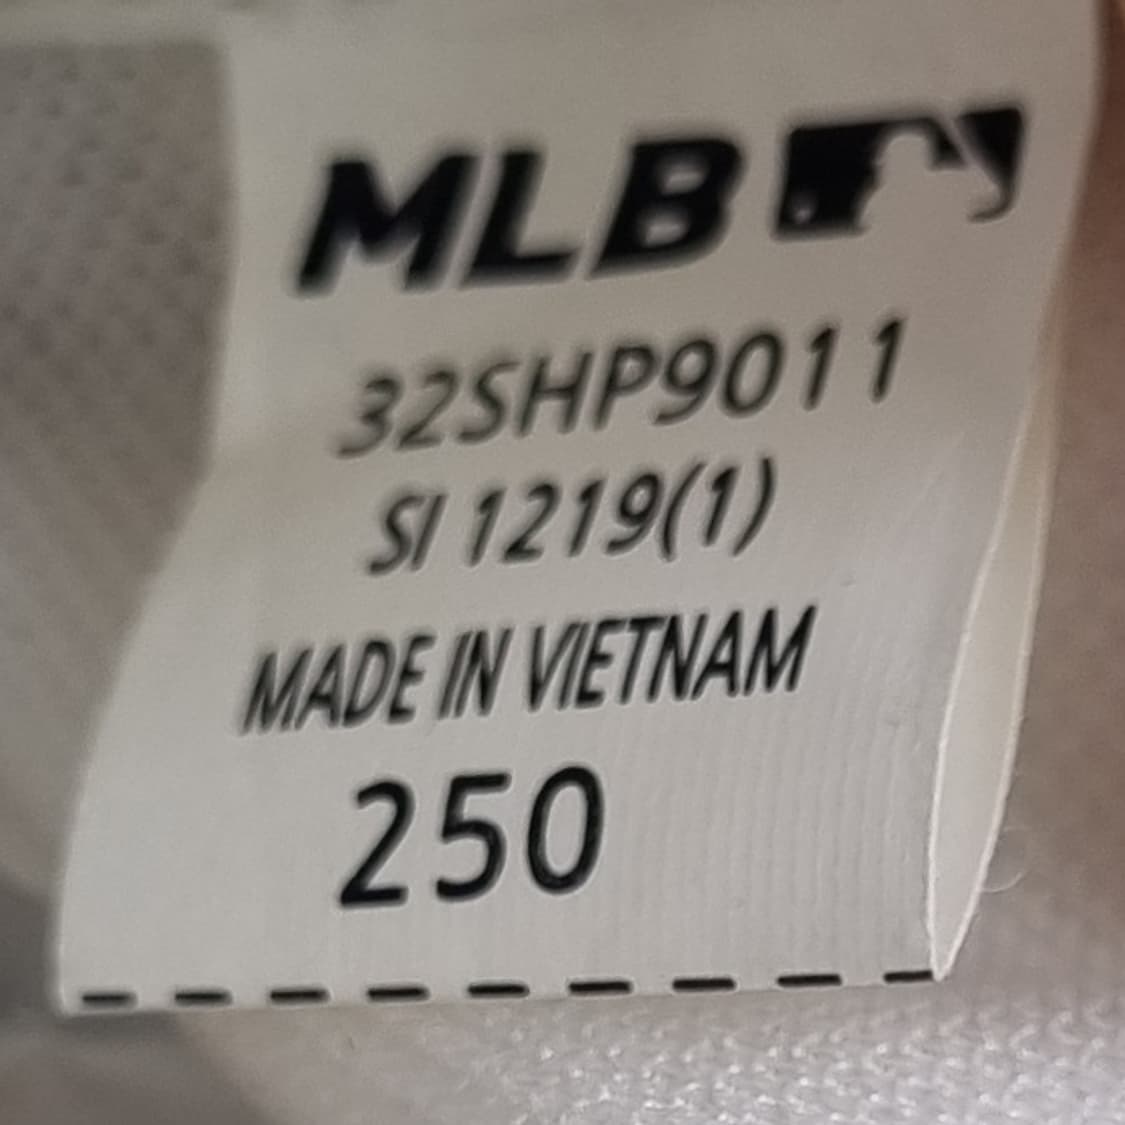 MLB
32SHP9011
SI 1219(1)
MADE IN VIETNAM
250